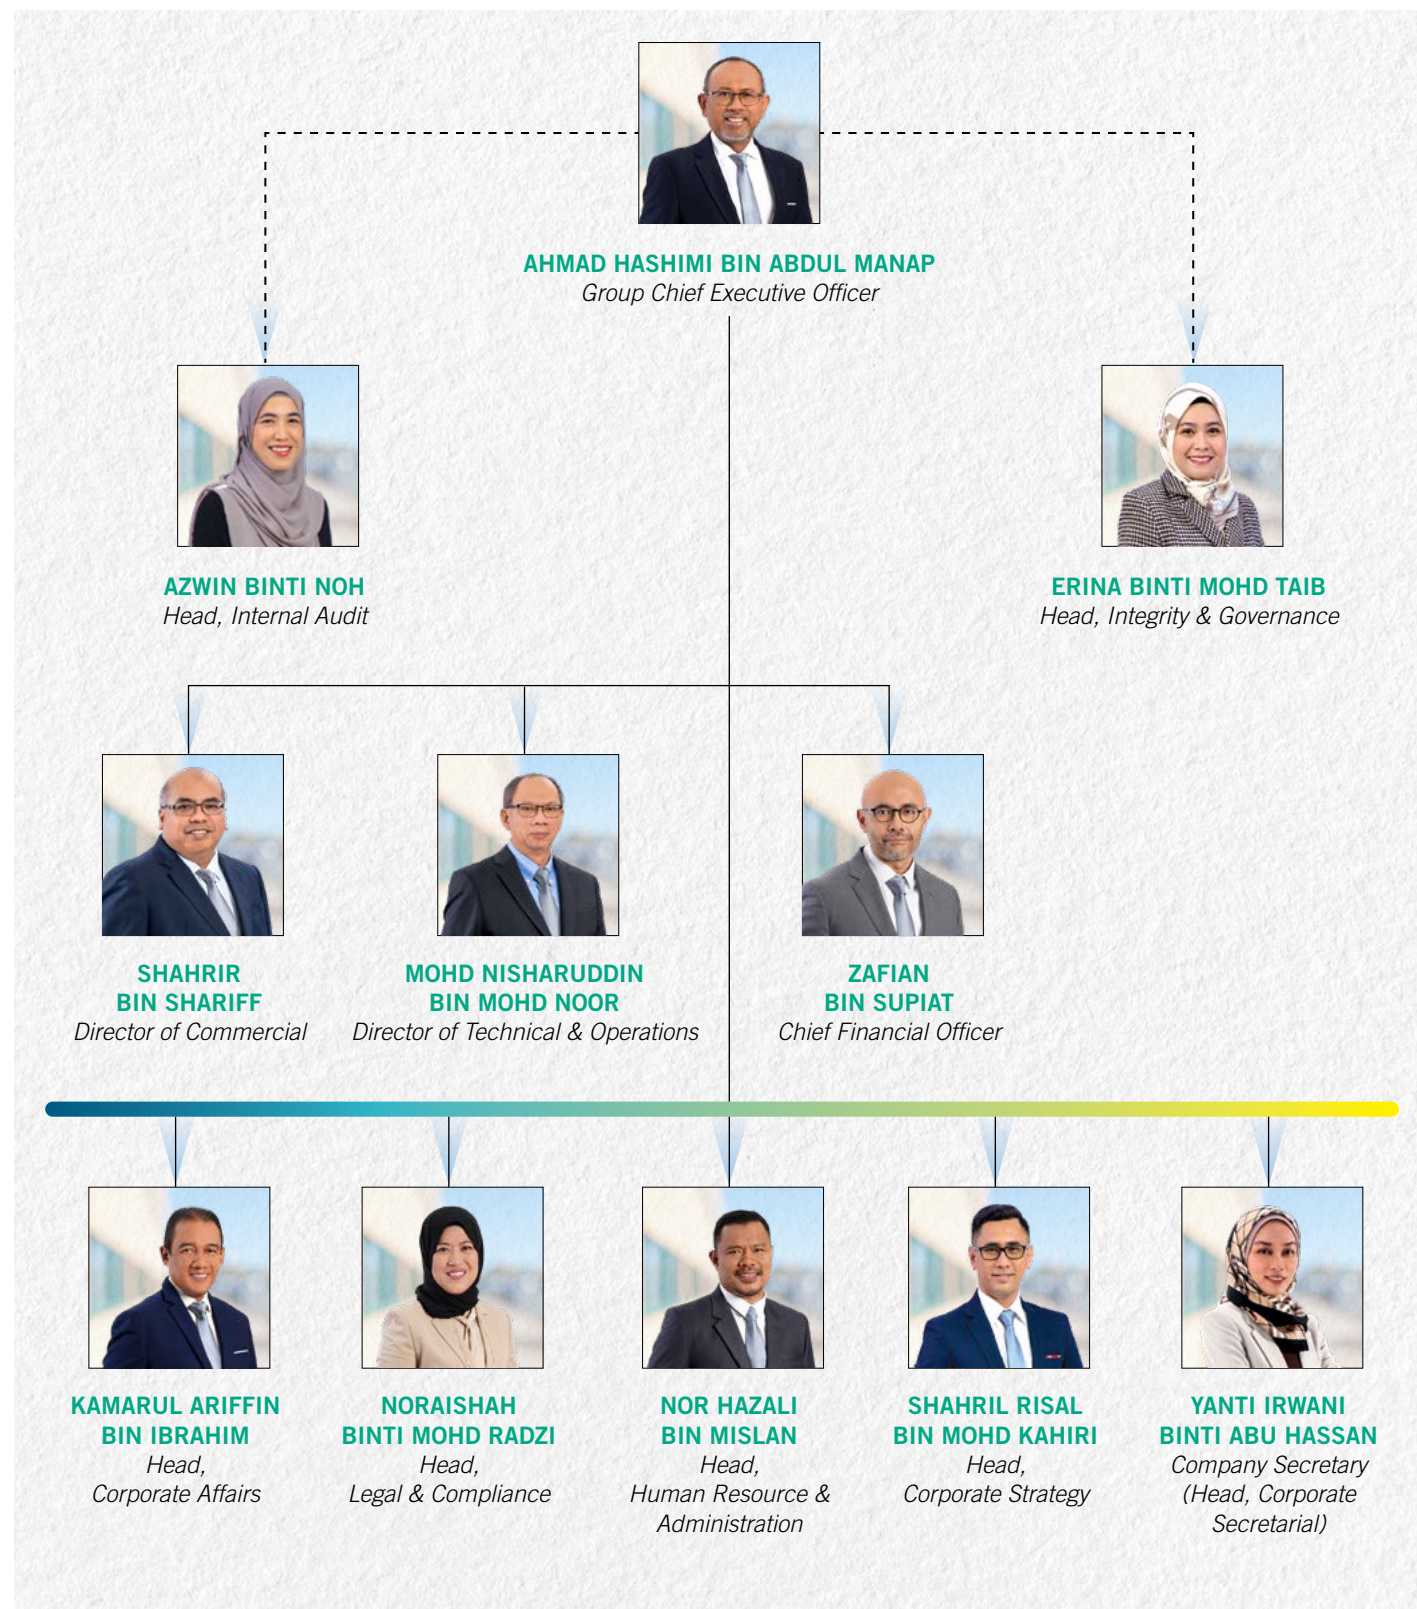 AHMAD HASHIMI BIN ABDUL MANAP
Group Chief Executive Officer
AZWIN BINTI NOH
Head, Internal Audit
ERINA BINTI MOHD TAIB
Head, Integrity & Governance
SHAHRIR
BIN SHARIFF
Director of Commercial
MOHD NISHARUDDIN
BIN MOHD NOOR
Director of Technical & Operations
ZAFIAN
BIN SUPIAT
Chief Financial Officer
KAMARUL ARIFFIN
BIN IBRAHIM
Head,
Corporate Affairs
NORAISHAH
BINTI MOHD RADZI
Head,
Legal & Compliance
NOR HAZALI
BIN MISLAN
Head,
Human Resource &
Administration
SHAHRIL RISAL
BIN MOHD KAHIRI
Head,
Corporate Strategy
YANTI IRWANI
BINTI ABU HASSAN
Company Secretary
(Head, Corporate
Secretarial)